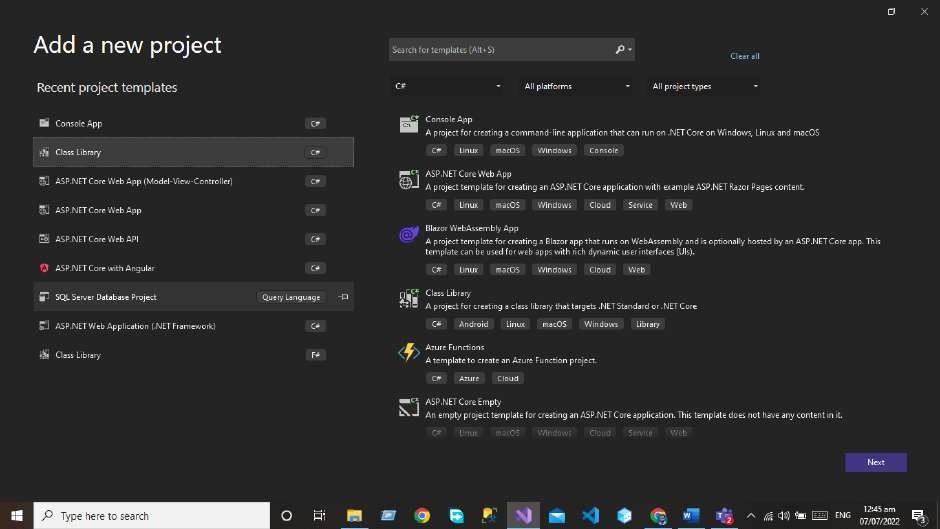 Add a new project
Search for templates (Alt+S)
Clear all
Recent project templates
C#
All platforms
All project types
Console App C#
Class Library C#
ASP.NET Core Web App (Model-View-Controller) C#
ASP.NET Core Web App C#
ASP.NET Core Web API C#
ASP.NET Core with Angular C#
SQL Server Database Project Query Language
ASP.NET Web Application (.NET Framework) C#
Class Library F#
Console App
A project for creating a command-line application that can run on .NET Core on Windows, Linux and macOS
C# Linux macOS Windows Console
ASP.NET Core Web App
A project template for creating an ASP.NET Core application with example ASP.NET Razor Pages content.
C# Linux macOS Windows Cloud Service Web
Blazor WebAssembly App
A project template for creating a Blazor app that runs on WebAssembly and is optionally hosted by an ASP.NET Core app. This
template can be used for web apps with rich dynamic user interfaces (UIs).
C# Linux macOS Windows Cloud Web
Class Library
A project for creating a class library that targets .NET Standard or .NET Core
C# Android Linux macOS Windows Library
Azure Functions
A template to create an Azure Function project.
C# Azure Cloud
ASP.NET Core Empty
An empty project template for creating an ASP.NET Core application. This template does not have any content in it.
C# Linux macOS Windows Cloud Service Web
Next
Type here to search
ENG
12:45 am
07/07/2022
2
3